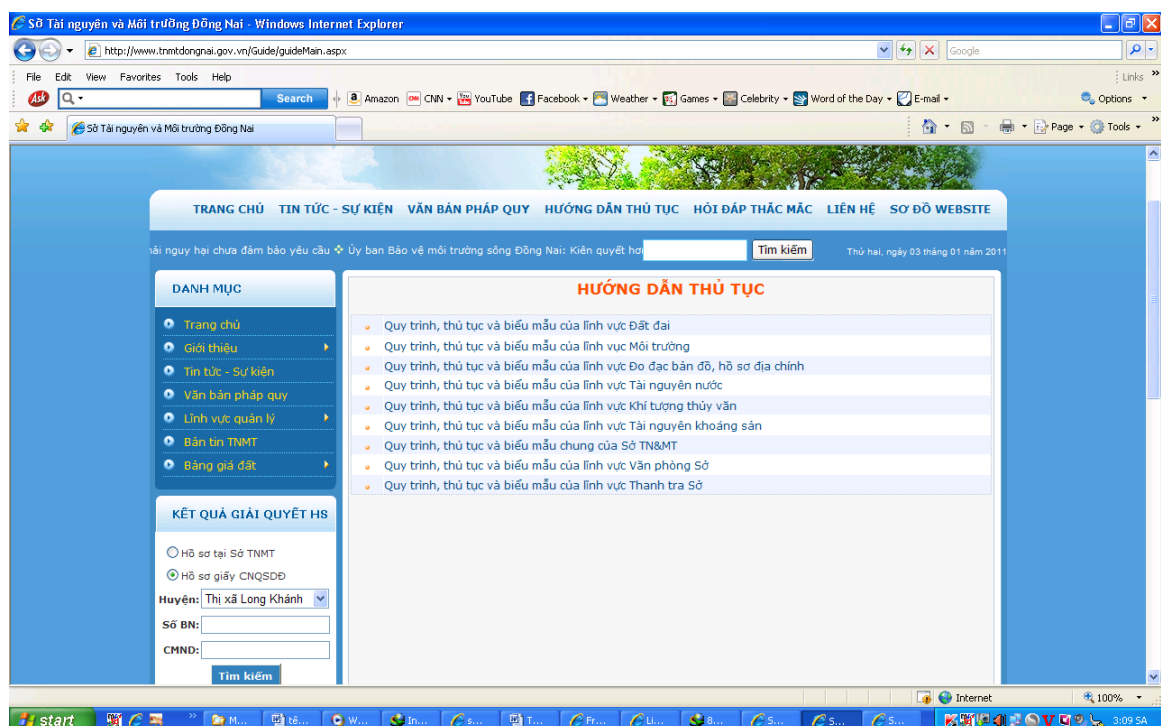 Sở Tài nguyên và Môi trường Đồng Nai - Windows Internet Explorer
http://www.tnmtdongnai.gov.vn/Guide/guideMain.aspx
Google
File Edit View Favorites Tools Help
Links
Ask
Search
Amazon CNN YouTube Facebook Weather Games Celebrity Word of the Day E-mail
Options
Sở Tài nguyên và Môi trường Đồng Nai
Page Tools
TRANG CHỦ TIN TỨC - SỰ KIỆN VĂN BẢN PHÁP QUY HƯỚNG DẪN THỦ TỤC HỎI ĐÁP THẮC MẮC LIÊN HỆ SƠ ĐỒ WEBSITE
ải nguy hại chưa đảm bảo yêu cầu ❖ Ủy ban Bảo vệ môi trường sông Đồng Nai: Kiên quyết hơ
Tìm kiếm
Thứ hai, ngày 03 tháng 01 năm 2011
DANH MỤC
Trang chủ
Giới thiệu
Tin tức - Sự kiện
Văn bản pháp quy
Lĩnh vực quản lý
Bản tin TNMT
Bảng giá đất
HƯỚNG DẪN THỦ TỤC
Quy trình, thủ tục và biểu mẫu của lĩnh vực Đất đai
Quy trình, thủ tục và biểu mẫu của lĩnh vục Môi trường
Quy trình, thủ tục và biểu mẫu của lĩnh vực Đo đạc bản đồ, hồ sơ địa chính
Quy trình, thủ tục và biểu mẫu của lĩnh vực Tài nguyên nước
Quy trình, thủ tục và biểu mẫu của lĩnh vực Khí tượng thủy văn
Quy trình, thủ tục và biểu mẫu của lĩnh vực Tài nguyên khoáng sản
Quy trình, thủ tục và biểu mẫu chung của Sở TN&MT
Quy trình, thủ tục và biểu mẫu của lĩnh vực Văn phòng Sở
Quy trình, thủ tục và biểu mẫu của lĩnh vực Thanh tra Sở
KẾT QUẢ GIẢI QUYẾT HS
Hồ sơ tại Sở TNMT
Hồ sơ giấy CNQSDĐ
Huyện: Thị xã Long Khánh
Số BN:
CMND:
Tìm kiếm
Internet
100%
start
M...
tê...
W...
In...
s...
T...
Fr...
Li...
8...
S...
S...
S...
3:09 SA